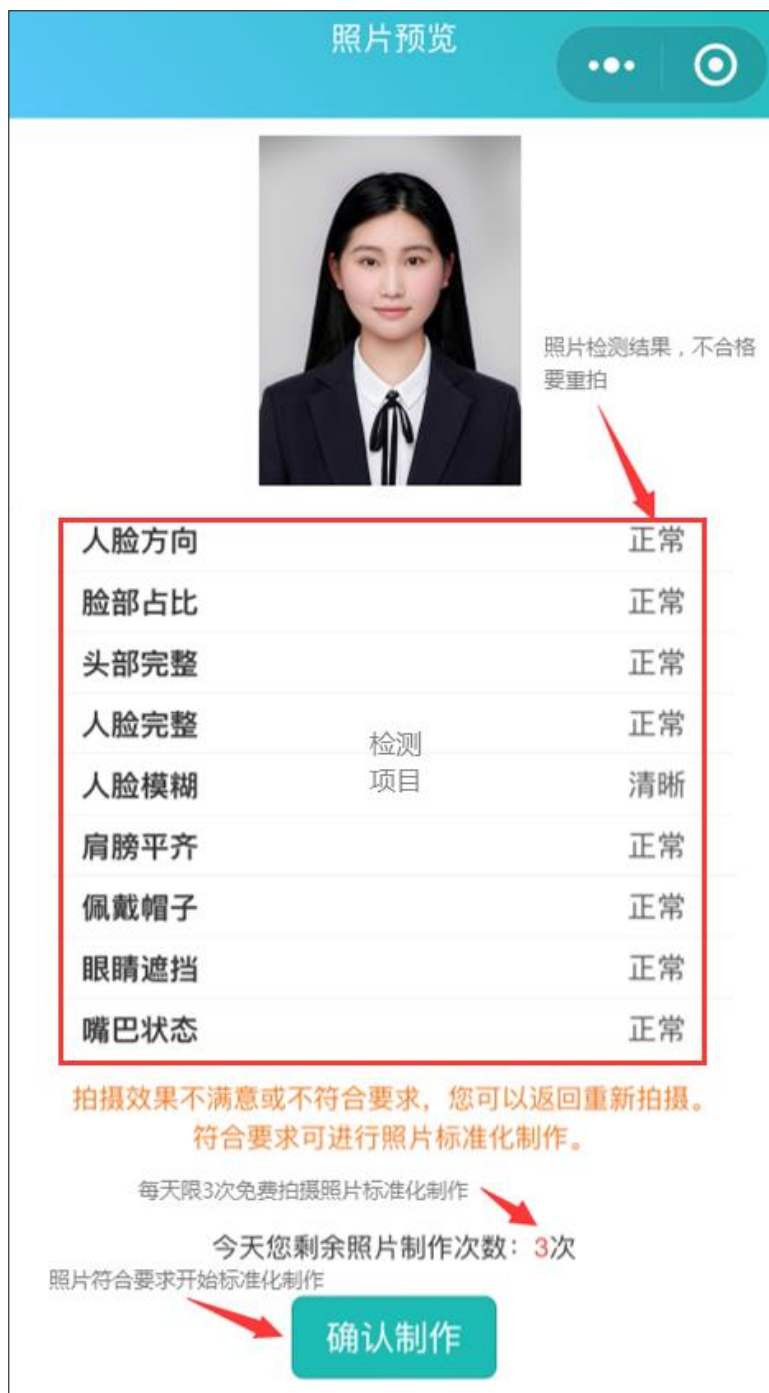 照片预览
照片检测结果，不合格
要重拍
人脸方向 正常
脸部占比 正常
头部完整 正常
人脸完整 正常
检测
项目
人脸模糊 清晰
肩膀平齐 正常
佩戴帽子 正常
眼睛遮挡 正常
嘴巴状态 正常
拍摄效果不满意或不符合要求，您可以返回重新拍摄。
符合要求可进行照片标准化制作。
每天限3次免费拍摄照片标准化制作
今天您剩余照片制作次数：3次
照片符合要求开始标准化制作
确认制作